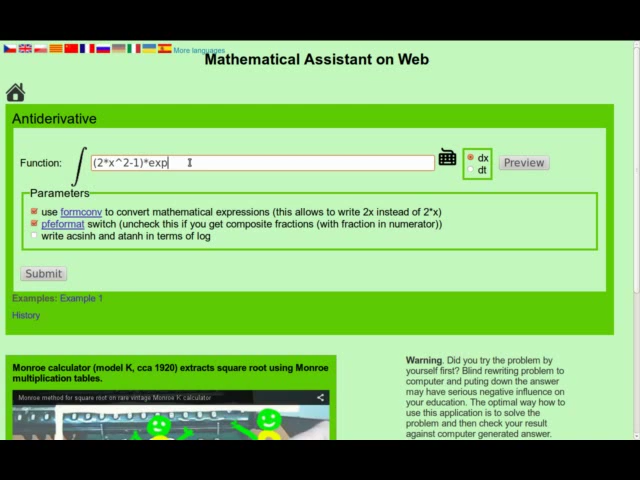 More languages
Mathematical Assistant on Web
Antiderivative
Function: ∫ (2*x^2-1)*exp dx
dt
Preview
Parameters
use formconv to convert mathematical expressions (this allows to write 2x instead of 2*x)
pfeformat switch (uncheck this if you get composite fractions (with fraction in numerator))
write acsinh and atanh in terms of log
Submit
Examples: Example 1
History
Monroe calculator (model K, cca 1920) extracts square root using Monroe
multiplication tables.
Monroe method for square root on rare vintage Monroe K calculator
Warning. Did you try the problem by
yourself first? Blind rewriting problem to
computer and puting down the answer
may have serious negative influence on
your education. The optimal way how to
use this application is to solve the
problem and then check your result
against computer generated answer.